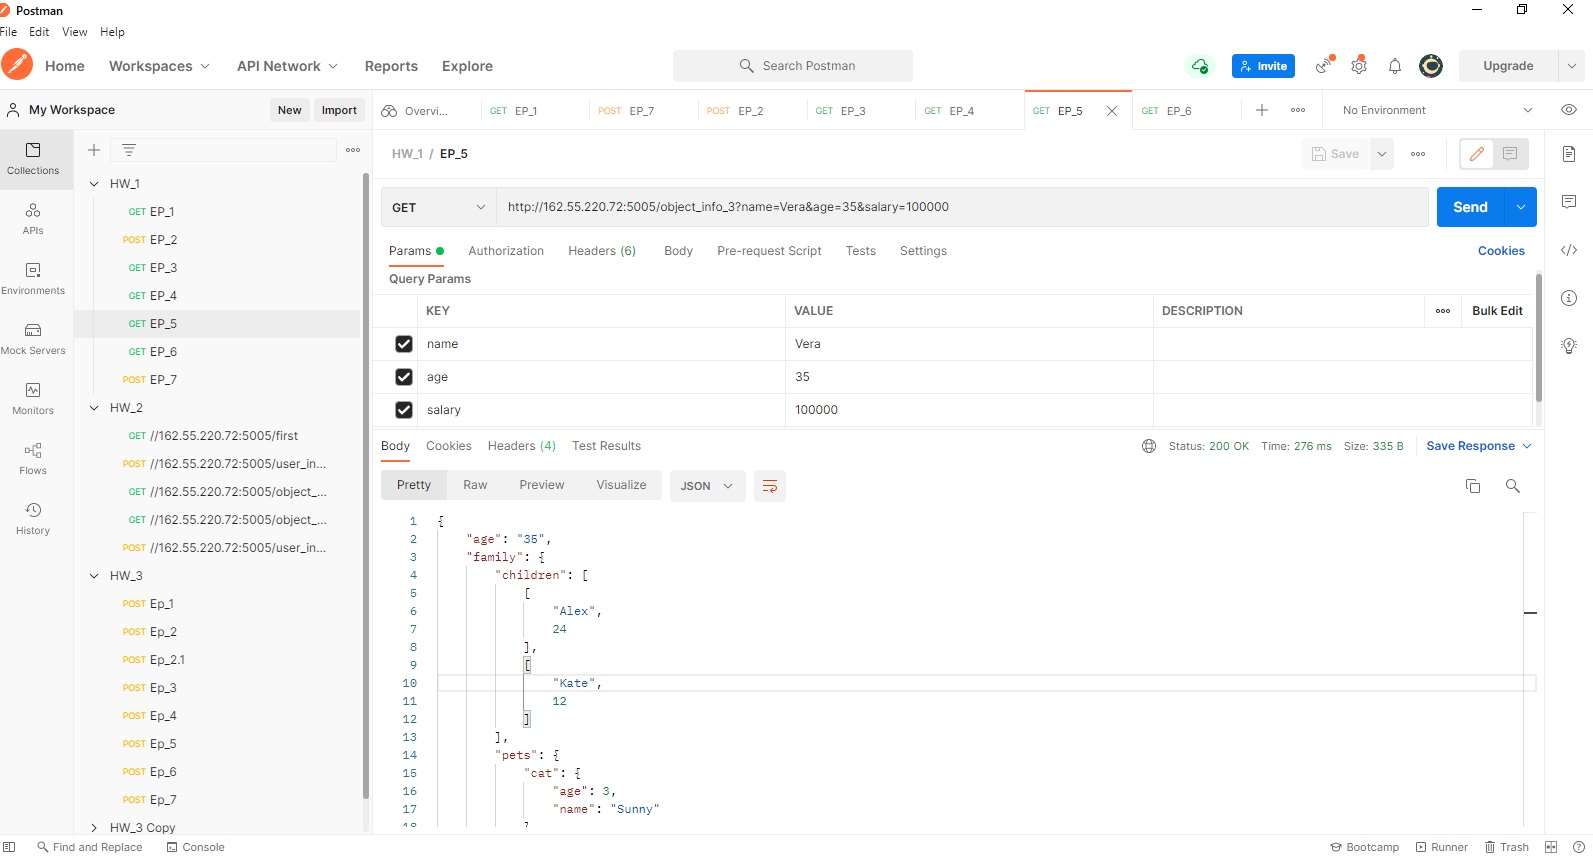 Postman
File Edit View Help
Home Workspaces API Network Reports Explore Search Postman Invite Upgrade
My Workspace New Import Overvi... GET EP_1 POST EP_7 POST EP_2 GET EP_3 GET EP_4 GET EP_5 GET EP_6 No Environment
Collections
APIs
Environments
Mock Servers
Monitors
Flows
History
HW_1
GET EP_1
POST EP_2
GET EP_3
GET EP_4
GET EP_5
GET EP_6
POST EP_7
HW_2
GET //162.55.220.72:5005/first
POST //162.55.220.72:5005/user_in...
GET //162.55.220.72:5005/object_...
GET //162.55.220.72:5005/object_...
POST //162.55.220.72:5005/user_in...
HW_3
POST Ep_1
POST Ep_2
POST Ep_2.1
POST Ep_3
POST Ep_4
POST Ep_5
POST Ep_6
POST Ep_7
HW_3 Copy
HW_1 / EP_5 Save
GET http://162.55.220.72:5005/object_info_3?name=Vera&age=35&salary=100000 Send
Params Authorization Headers (6) Body Pre-request Script Tests Settings Cookies
Query Params
KEY VALUE DESCRIPTION Bulk Edit
name Vera
age 35
salary 100000
Body Cookies Headers (4) Test Results Status: 200 OK Time: 276 ms Size: 335 B Save Response
Pretty Raw Preview Visualize JSON
1 {
2 "age": "35",
3 "family": {
4 "children": [
5 [
6 "Alex",
7 24
8 ],
9 [
10 "Kate",
11 12
12 ]
13 ],
14 "pets": {
15 "cat": {
16 "age": 3,
17 "name": "Sunny"
18 }
Find and Replace Console Bootcamp Runner Trash